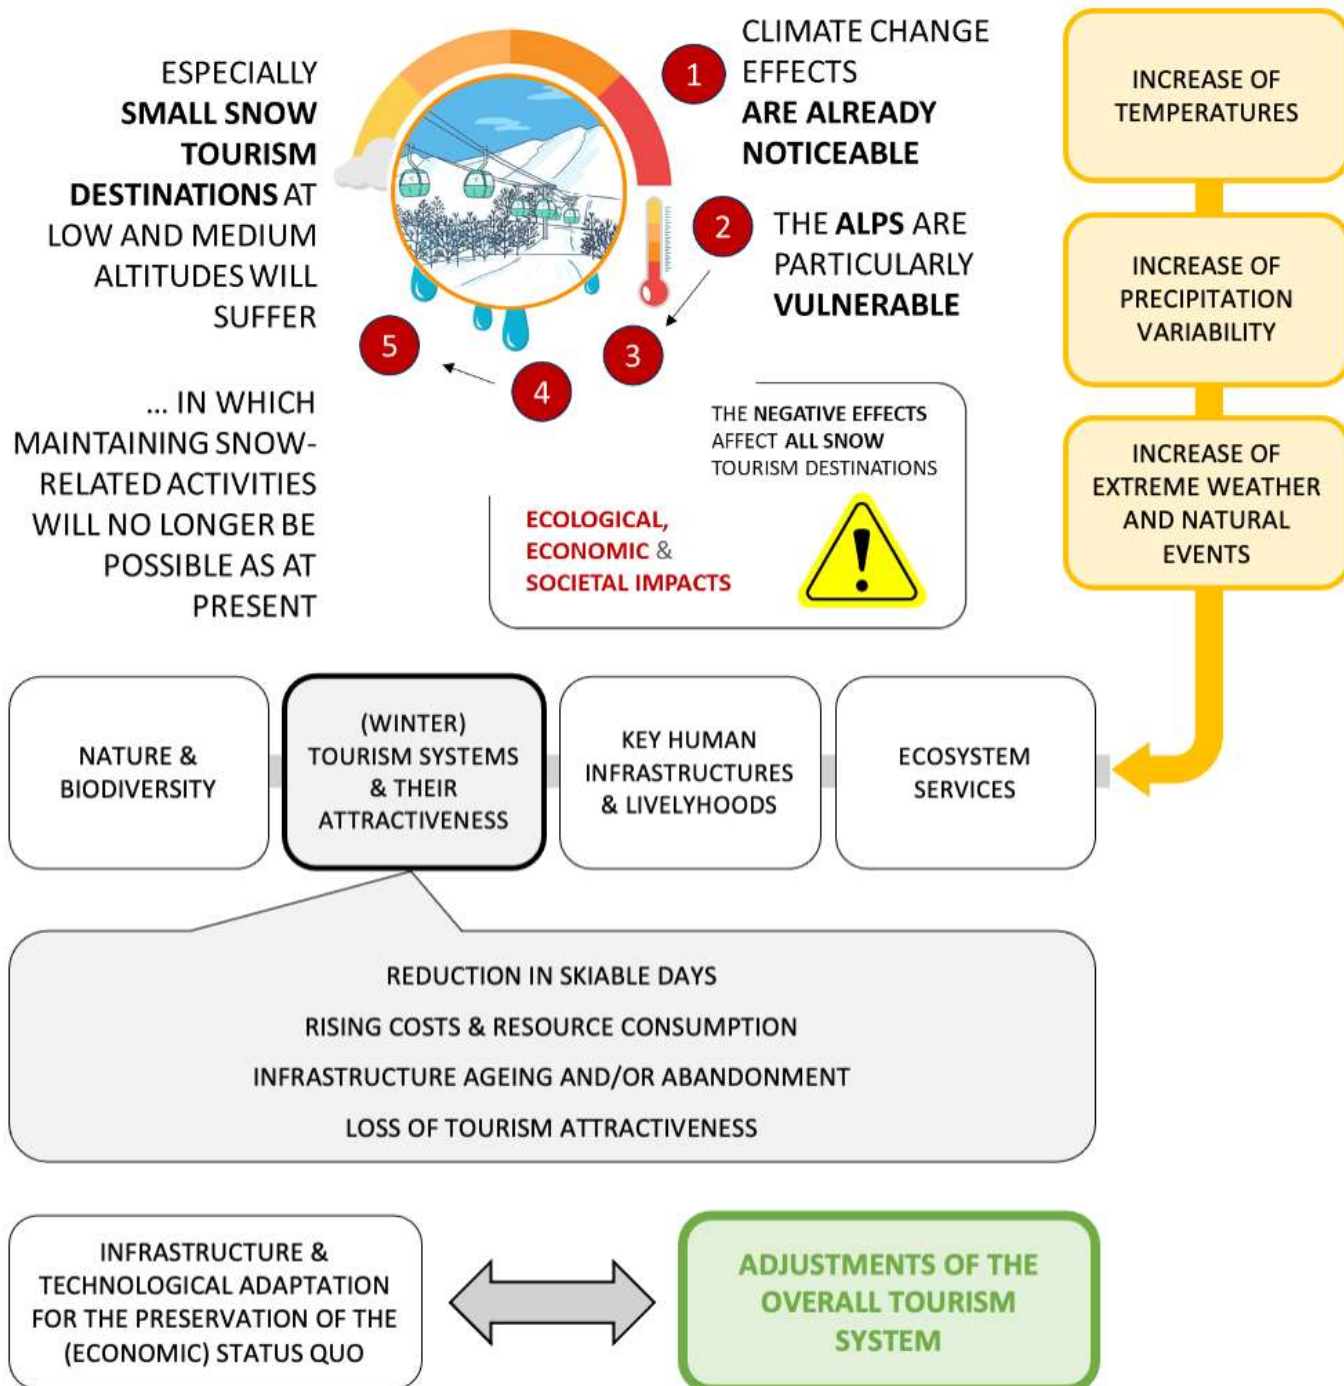 1
CLIMATE CHANGE
EFFECTS
ARE ALREADY
NOTICEABLE
2
THE ALPS ARE
PARTICULARLY
VULNERABLE
3
THE NEGATIVE EFFECTS
AFFECT ALL SNOW
TOURISM DESTINATIONS
ECOLOGICAL,
ECONOMIC &
SOCIETAL IMPACTS
4
5
ESPECIALLY
SMALL SNOW
TOURISM
DESTINATIONS AT
LOW AND MEDIUM
ALTITUDES WILL
SUFFER
... IN WHICH
MAINTAINING SNOW-
RELATED ACTIVITIES
WILL NO LONGER BE
POSSIBLE AS AT
PRESENT
INCREASE OF
TEMPERATURES
INCREASE OF
PRECIPITATION
VARIABILITY
INCREASE OF
EXTREME WEATHER
AND NATURAL
EVENTS
NATURE &
BIODIVERSITY
(WINTER)
TOURISM SYSTEMS
& THEIR
ATTRACTIVENESS
KEY HUMAN
INFRASTRUCTURES
& LIVELYHOODS
ECOSYSTEM
SERVICES
REDUCTION IN SKIABLE DAYS
RISING COSTS & RESOURCE CONSUMPTION
INFRASTRUCTURE AGEING AND/OR ABANDONMENT
LOSS OF TOURISM ATTRACTIVENESS
INFRASTRUCTURE &
TECHNOLOGICAL ADAPTATION
FOR THE PRESERVATION OF THE
(ECONOMIC) STATUS QUO
ADJUSTMENTS OF THE
OVERALL TOURISM
SYSTEM